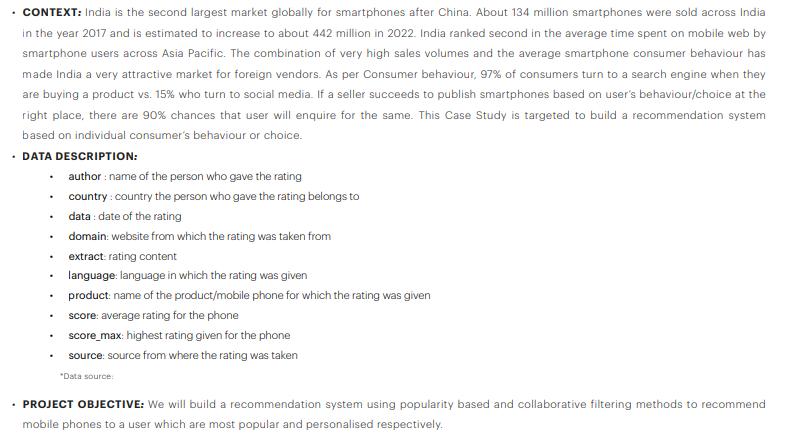 • CONTEXT: India is the second largest market globally for smartphones after China. About 134 million smartphones were sold across India
in the year 2017 and is estimated to increase to about 442 million in 2022. India ranked second in the average time spent on mobile web by
smartphone users across Asia Pacific. The combination of very high sales volumes and the average smartphone consumer behaviour has
made India a very attractive market for foreign vendors. As per Consumer behaviour, 97% of consumers turn to a search engine when they
are buying a product vs. 15% who turn to social media. If a seller succeeds to publish smartphones based on user's behaviour/choice at the
right place, there are 90% chances that user will enquire for the same. This Case Study is targeted to build a recommendation system
based on individual consumer's behaviour or choice.
• DATA DESCRIPTION:
• author : name of the person who gave the rating
• country : country the person who gave the rating belongs to
• data : date of the rating
• domain: website from which the rating was taken from
• extract: rating content
• language: language in which the rating was given
• product: name of the product/mobile phone for which the rating was given
• score: average rating for the phone
• score_max: highest rating given for the phone
• source: source from where the rating was taken
*Data source:
• PROJECT OBJECTIVE: We will build a recommendation system using popularity based and collaborative filtering methods to recommend
mobile phones to a user which are most popular and personalised respectively.